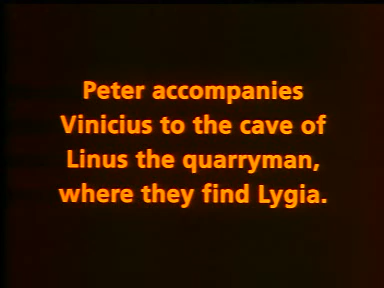 Peter accompanies
Vinicius to the cave of
Linus the quarryman,
where they find Lygia.